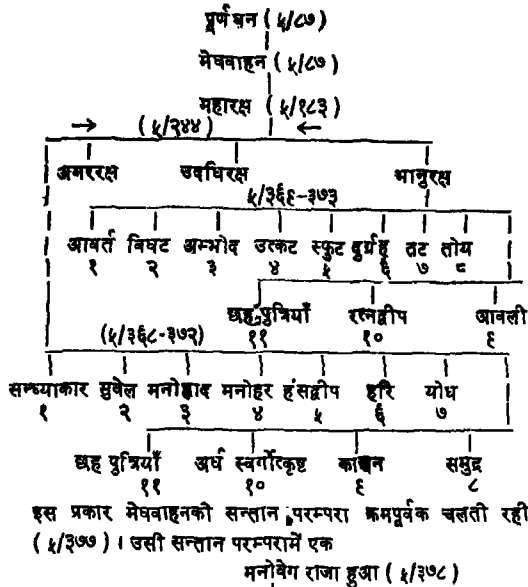 पूर्णघन ( ५/८७ )
मेघवाहन ( ५/८७ )
महारक्ष ( ५/१८३ )
( ५/२४४ )
अमररक्ष उदधिरक्ष भानुरक्ष
५/३६६-३७३
आवर्त विघट अम्भोद उत्कट स्फुट दुर्ग्रह तट तोय
१ २ ३ ४ ५ ६ ७ ८
छह पुत्रियाँ रत्नद्वीप आवली
११ १० ६
(५/३६८-३७२)
सन्ध्याकार सुवेल मनोह्लाद मनोहर हंसद्वीप हरि योध
१ २ ३ ४ ५ ६ ७
छह पुत्रियाँ अर्ध स्वर्गोत्कृष्ट काञ्चन समुद्र
११ १० ६ ८
इस प्रकार मेघवाहनकी सन्तान परम्परा क्रमपूर्वक चलती रही
( ५/३७७ ) । उसी सन्तान परम्परामें एक
मनोवेग राजा हुआ ( ५/३७८ )